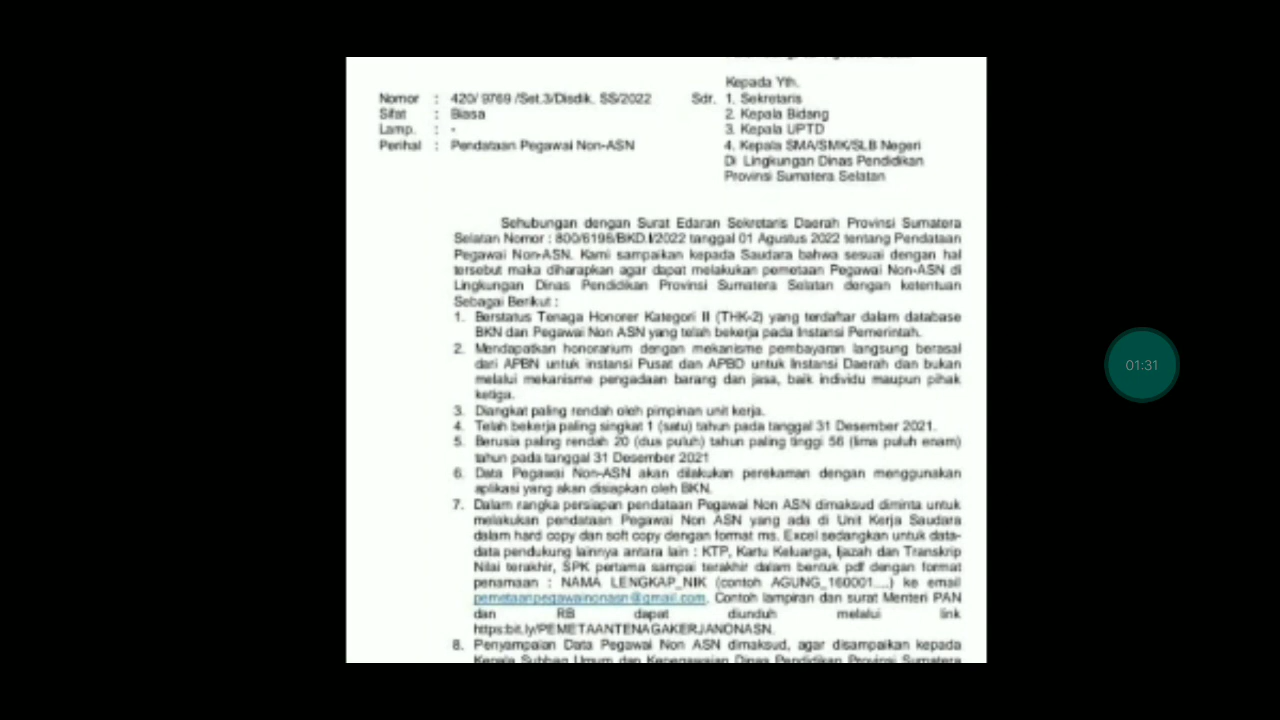 Kepada Yth.
Nomor : 420/ 9769 /Set.3/Disdik. SS/2022 Sdr. 1. Sekretaris
Sifat : Biasa 2. Kepala Bidang
Lamp. : - 3. Kepala UPTD
Perihal : Pendataan Pegawai Non-ASN 4. Kepala SMA/SMK/SLB Negeri
Di Lingkungan Dinas Pendidikan
Provinsi Sumatera Selatan
Sehubungan dengan Surat Edaran Sekretaris Daerah Provinsi Sumatera
Selatan Nomor : 800/6196/BKD.I/2022 tanggal 01 Agustus 2022 tentang Pendataan
Pegawai Non-ASN. Kami sampaikan kepada Saudara bahwa sesuai dengan hal
tersebut maka diharapkan agar dapat melakukan pemetaan Pegawai Non-ASN di
Lingkungan Dinas Pendidikan Provinsi Sumatera Selatan dengan ketentuan
Sebagai Berikut :
1. Berstatus Tenaga Honorer Kategori II (THK-2) yang terdaftar dalam database
BKN dan Pegawai Non ASN yang telah bekerja pada Instansi Pemerintah.
2. Mendapatkan honorarium dengan mekanisme pembayaran langsung berasal
dari APBN untuk instansi Pusat dan APBD untuk Instansi Daerah dan bukan
melalui mekanisme pengadaan barang dan jasa, baik individu maupun pihak
ketiga.
3. Diangkat paling rendah oleh pimpinan unit kerja.
4. Telah bekerja paling singkat 1 (satu) tahun pada tanggal 31 Desember 2021.
5. Berusia paling rendah 20 (dua puluh) tahun paling tinggi 56 (lima puluh enam)
tahun pada tanggal 31 Desember 2021
6. Data Pegawai Non-ASN akan dilakukan perekaman dengan menggunakan
aplikasi yang akan disiapkan oleh BKN.
7. Dalam rangka persiapan pendataan Pegawai Non ASN dimaksud diminta untuk
melakukan pendataan Pegawai Non ASN yang ada di Unit Kerja Saudara
dalam hard copy dan soft copy dengan format ms. Excel sedangkan untuk data-
data pendukung lainnya antara lain : KTP, Kartu Keluarga, Ijazah dan Transkrip
Nilai terakhir, SPK pertama sampai terakhir dalam bentuk pdf dengan format
penamaan : NAMA LENGKAP_NIK (contoh AGUNG_160001....) ke email
pemetaanpegawainonasn@gmail.com. Contoh lampiran dan surat Menteri PAN
dan RB dapat diunduh melalui link
https:bit.ly/PEMETAANTENAGAKERJANONASN.
8. Penyampaian Data Pegawai Non ASN dimaksud, agar disampaikan kepada
Kepala Subbag Umum dan Kepegawaian Dinas Pendidikan Provinsi Sumatera
01:31